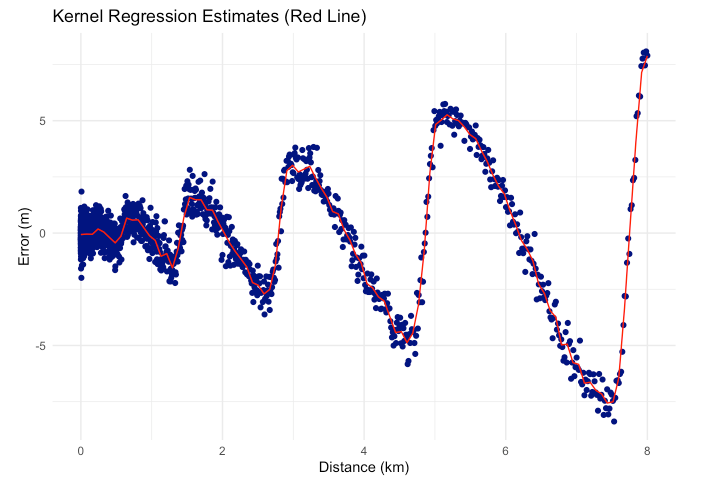 Kernel Regression Estimates (Red Line)
Error (m)
5
0
-5
0 2 4 6 8
Distance (km)